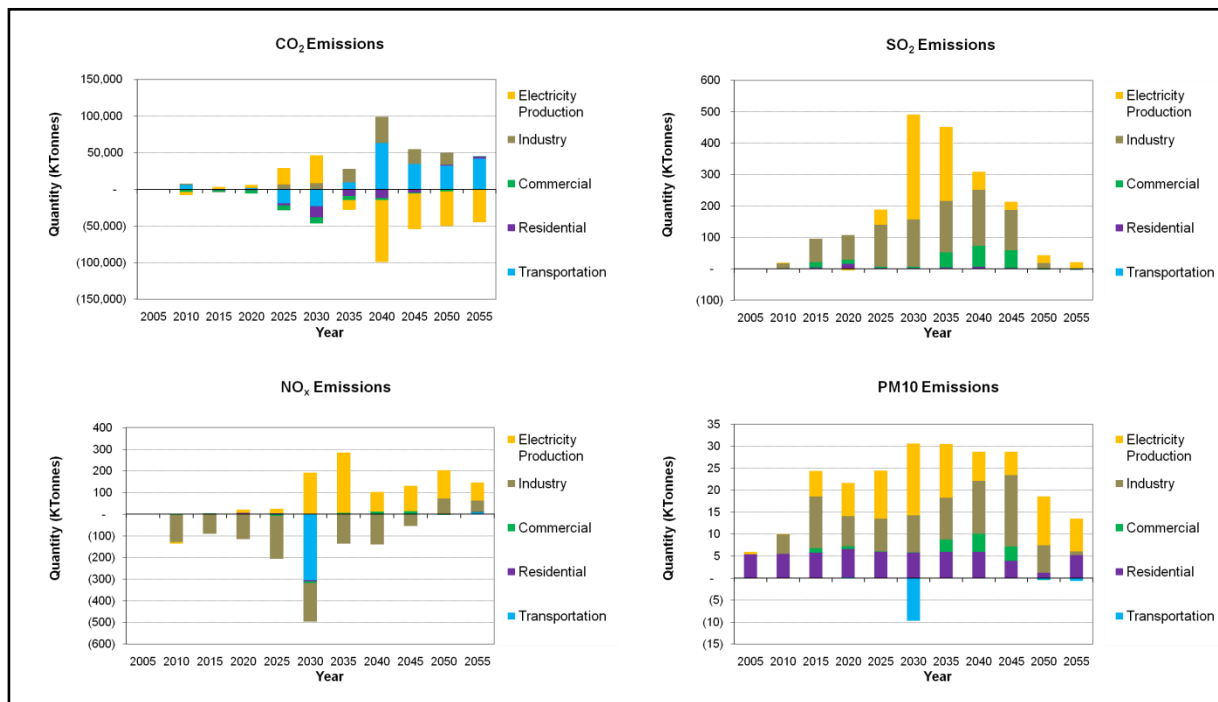 CO₂ Emissions
Quantity (KTonnes)
150,000
100,000
50,000
-
(50,000)
(100,000)
(150,000)
2005 2010 2015 2020 2025 2030 2035 2040 2045 2050 2055
Year
Electricity
Production
Industry
Commercial
Residential
Transportation
SO₂ Emissions
Quantity (KTonnes)
600
500
400
300
200
100
-
(100)
2005 2010 2015 2020 2025 2030 2035 2040 2045 2050 2055
Year
Electricity
Production
Industry
Commercial
Residential
Transportation
NOₓ Emissions
Quantity (KTonnes)
400
300
200
100
-
(100)
(200)
(300)
(400)
(500)
(600)
2005 2010 2015 2020 2025 2030 2035 2040 2045 2050 2055
Year
Electricity
Production
Industry
Commercial
Residential
Transportation
PM10 Emissions
Quantity (KTonnes)
35
30
25
20
15
10
5
-
(5)
(10)
(15)
2005 2010 2015 2020 2025 2030 2035 2040 2045 2050 2055
Year
Electricity
Production
Industry
Commercial
Residential
Transportation